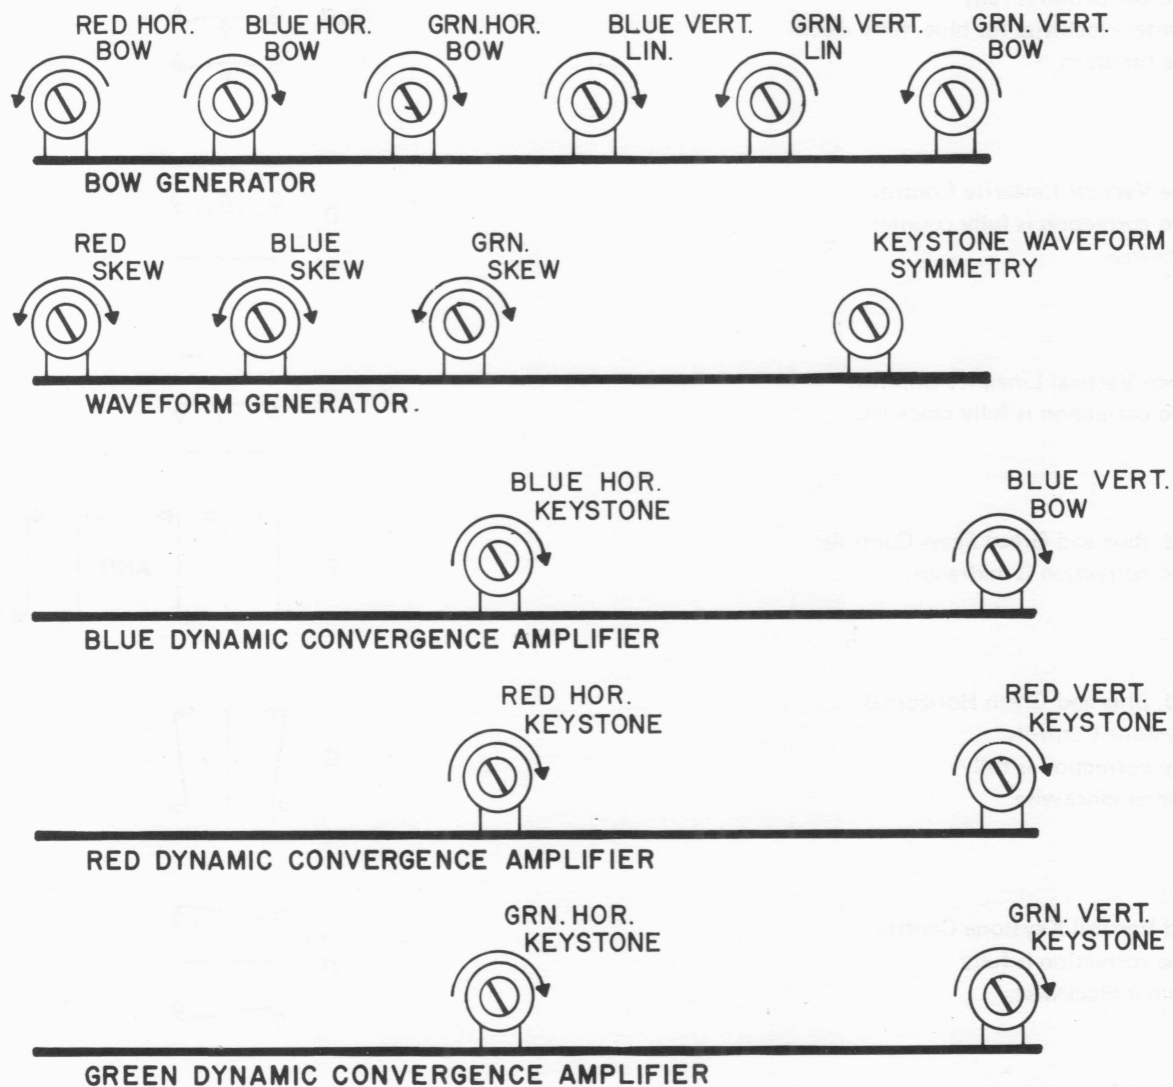 RED HOR.
BOW
BLUE HOR.
BOW
GRN.HOR.
BOW
BLUE VERT.
LIN.
GRN. VERT.
LIN
GRN. VERT.
BOW
BOW GENERATOR
RED
SKEW
BLUE
SKEW
GRN.
SKEW
KEYSTONE WAVEFORM
SYMMETRY
WAVEFORM GENERATOR.
BLUE HOR.
KEYSTONE
BLUE VERT.
BOW
BLUE DYNAMIC CONVERGENCE AMPLIFIER
RED HOR.
KEYSTONE
RED VERT.
KEYSTONE
RED DYNAMIC CONVERGENCE AMPLIFIER
GRN. HOR.
KEYSTONE
GRN. VERT.
KEYSTONE
GREEN DYNAMIC CONVERGENCE AMPLIFIER